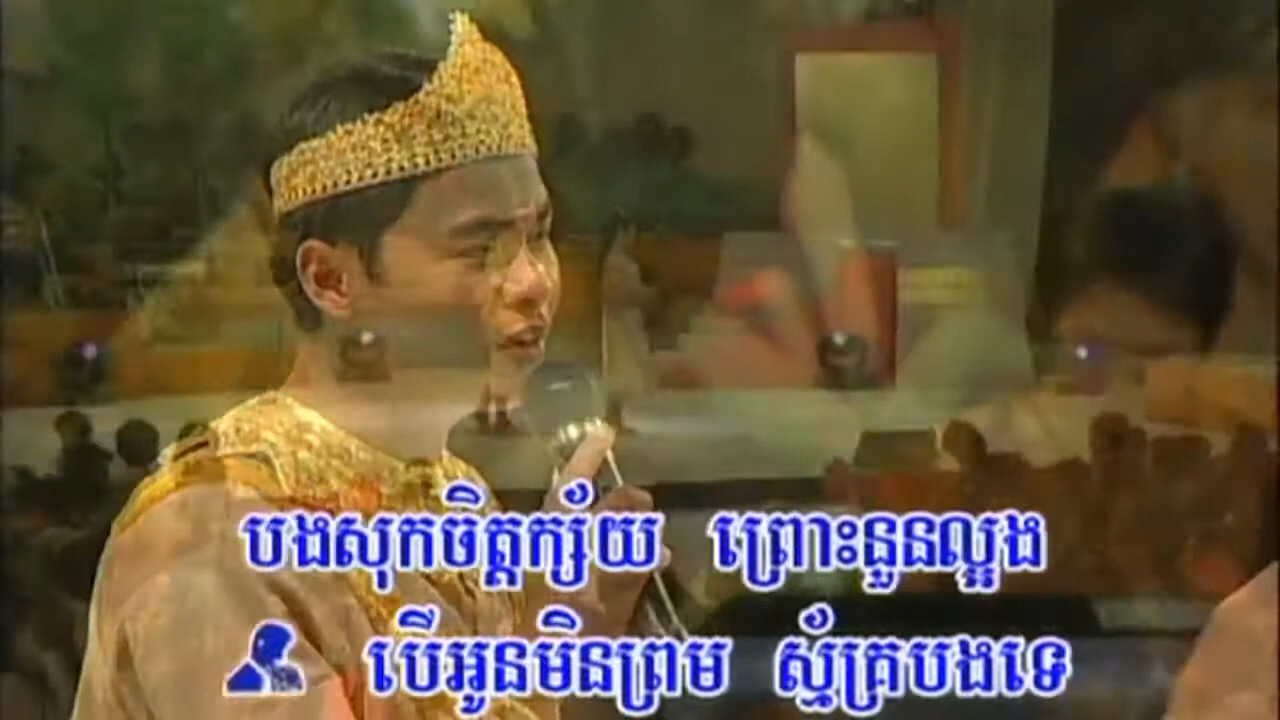 បងសុកចិត្តក្ស័យ ព្រោះនួនល្អង
បើអូនមិនព្រម ស្ម័គ្របងទេ